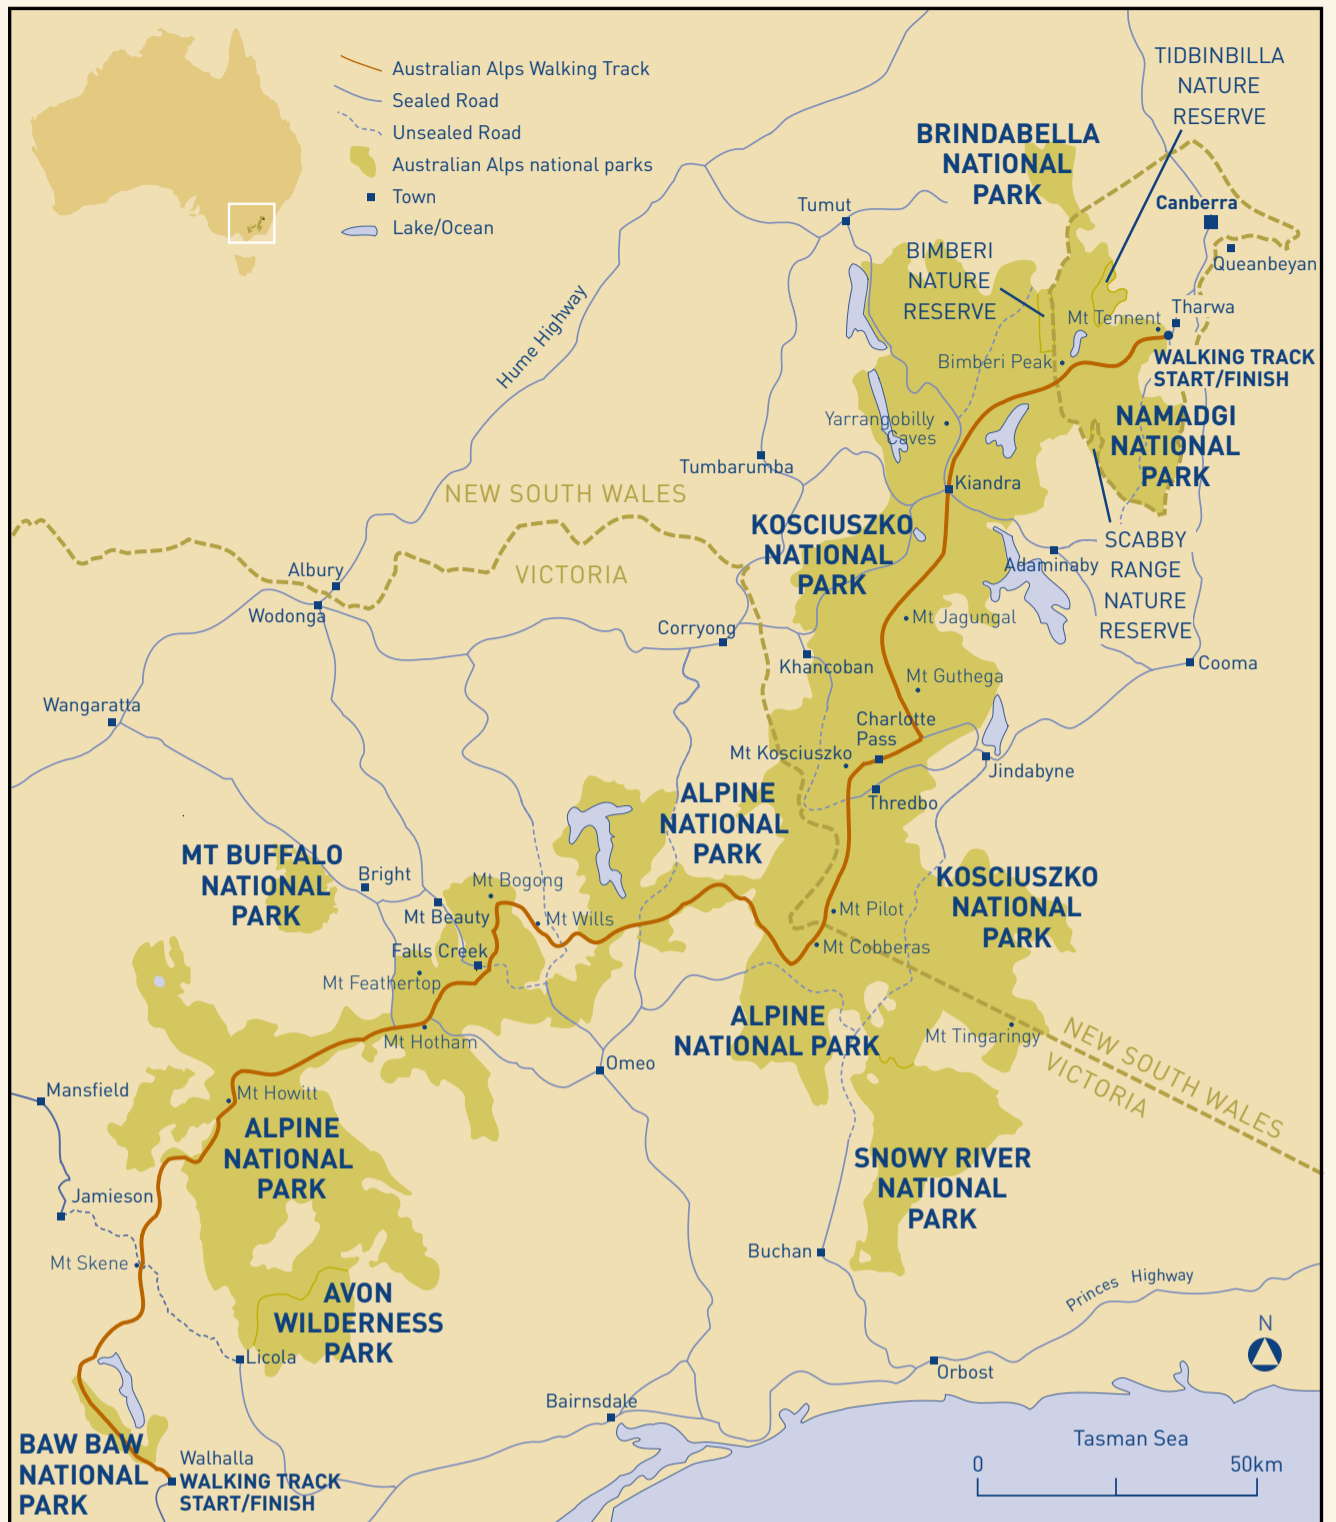 Australian Alps Walking Track
Sealed Road
Unsealed Road
Australian Alps national parks
Town
Lake/Ocean
TIDBINBILLA
NATURE
RESERVE
BRINDABELLA
NATIONAL
PARK
Canberra
Queanbeyan
Tumut
BIMBERI
NATURE
RESERVE
Tharwa
Mt Tennent
WALKING TRACK
START/FINISH
Bimberi Peak
Hume Highway
NAMADGI
NATIONAL
PARK
Yarrangobilly
Caves
Tumbarumba
Kiandra
NEW SOUTH WALES
VICTORIA
KOSCIUSZKO
NATIONAL
PARK
SCABBY
RANGE
NATURE
RESERVE
Adaminaby
Albury
Wodonga
Corryong
Mt Jagungal
Khancoban
Cooma
Mt Guthega
Wangaratta
Charlotte
Pass
Mt Kosciuszko
Jindabyne
Thredbo
ALPINE
NATIONAL
PARK
MT BUFFALO
NATIONAL
PARK
Bright
Mt Bogong
Mt Beauty
Mt Wills
KOSCIUSZKO
NATIONAL
PARK
Mt Pilot
Mt Cobberas
Falls Creek
Mt Feathertop
ALPINE
NATIONAL PARK
Mt Tingaringy
NEW SOUTH WALES
VICTORIA
Mt Hotham
Omeo
Mansfield
Mt Howitt
ALPINE
NATIONAL
PARK
SNOWY RIVER
NATIONAL
PARK
Jamieson
Buchan
Mt Skene
Princes Highway
AVON
WILDERNESS
PARK
Licola
N
Orbost
Bairnsdale
BAW BAW
NATIONAL
PARK
Walhalla
WALKING TRACK
START/FINISH
Tasman Sea
0 50km